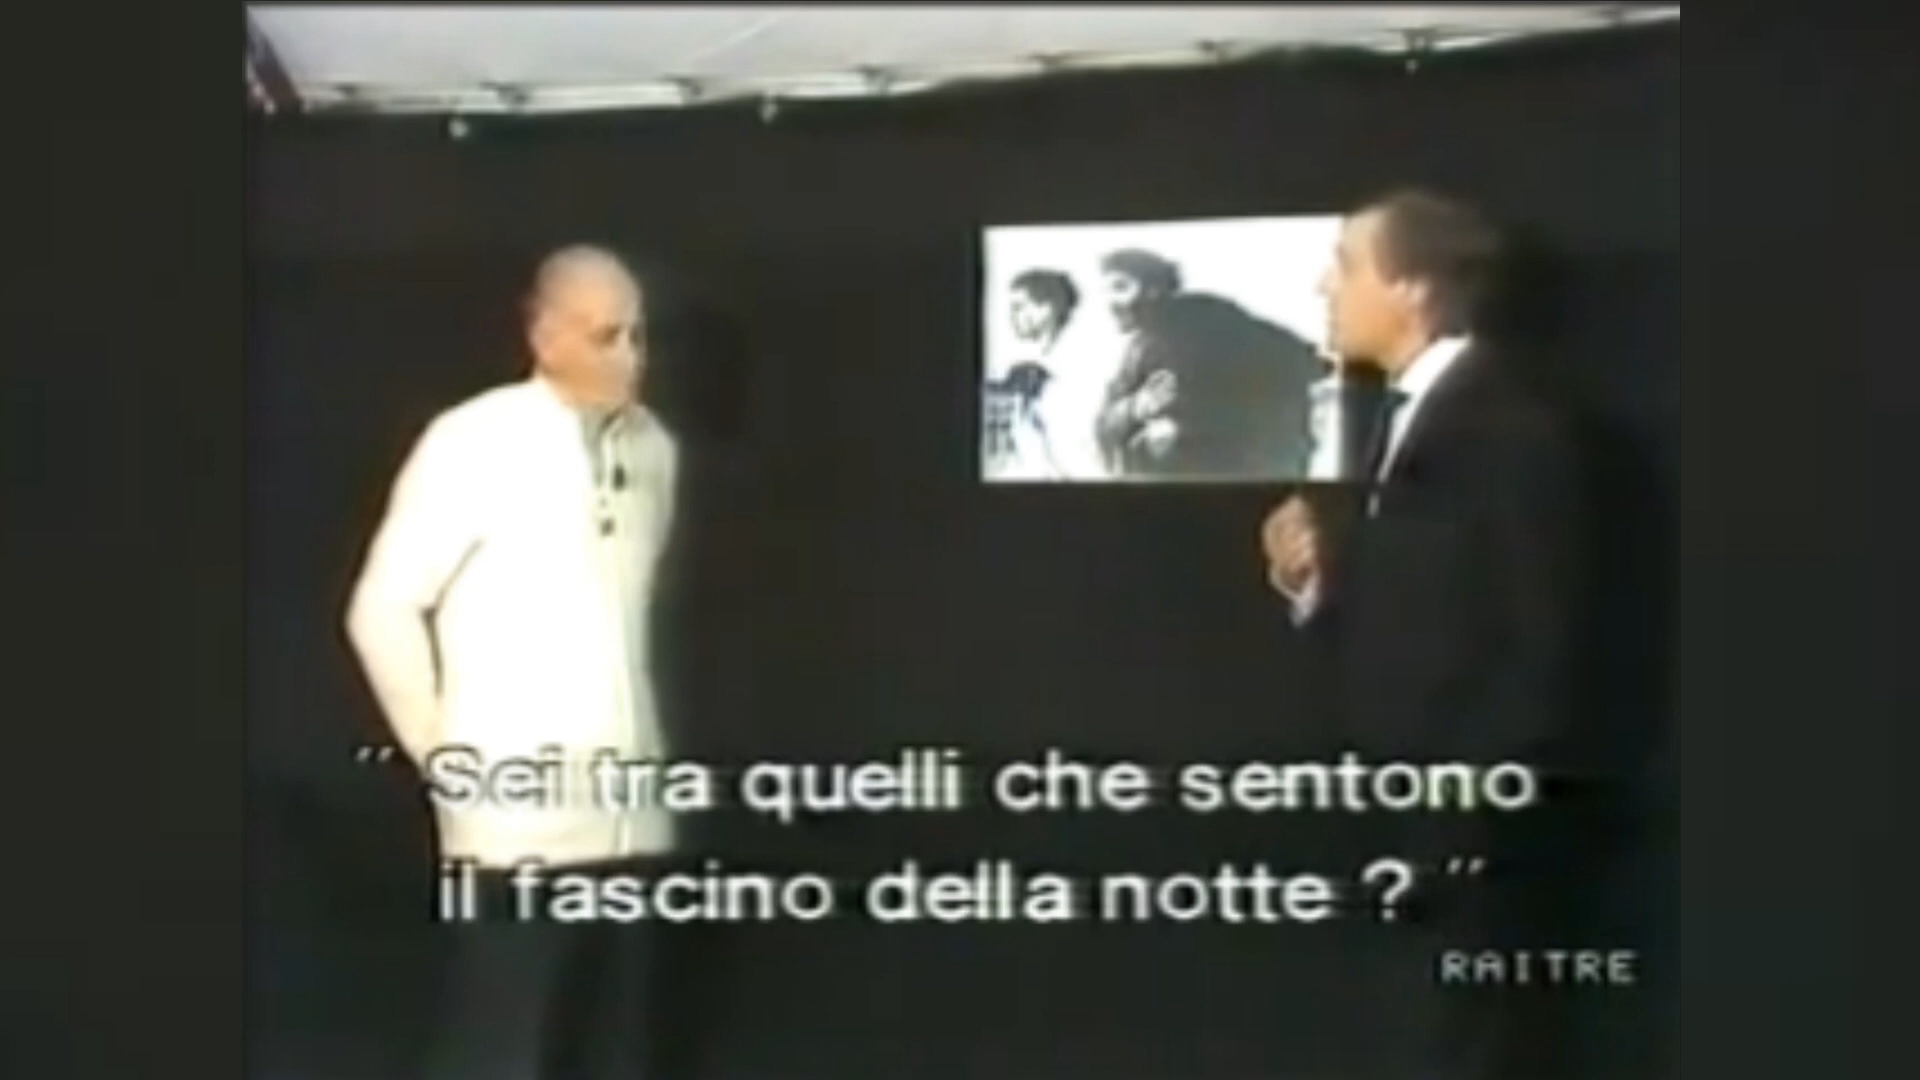 " Sei tra quelli che sentono
il fascino della notte ? "
RAITRE